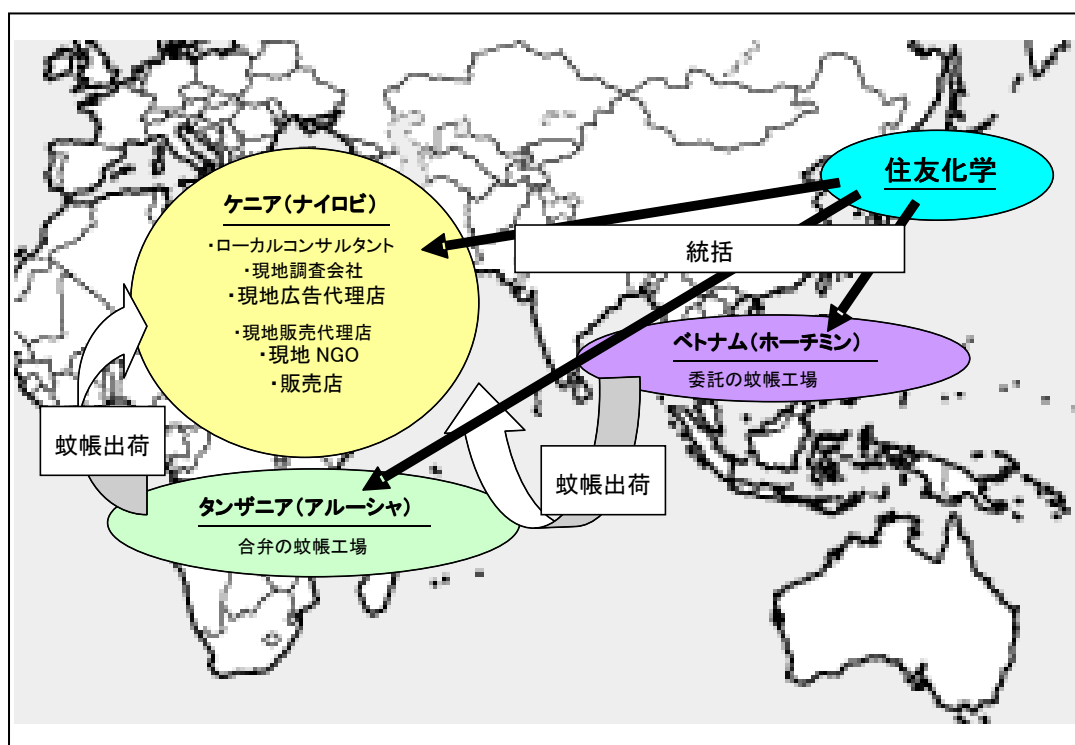 住友化学
ケニア（ナイロビ）
・ローカルコンサルタント
・現地調査会社
・現地広告代理店
・現地販売代理店
・現地 NGO
・販売店
統括
ベトナム（ホーチミン）
委託の蚊帳工場
蚊帳出荷
蚊帳出荷
タンザニア（アルーシャ）
合弁の蚊帳工場